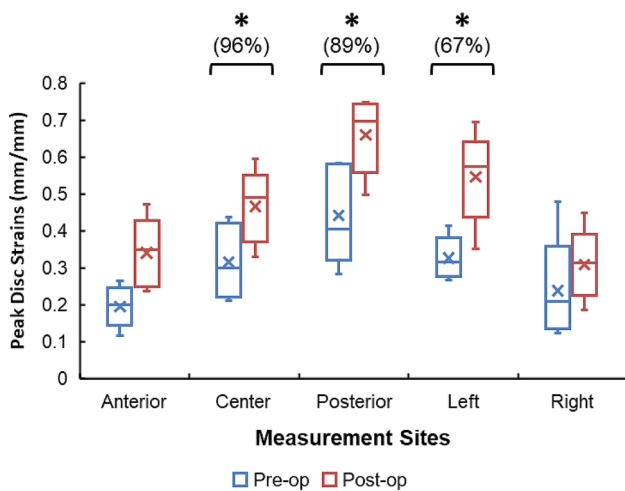 * * *
(96%) (89%) (67%)
0.8
0.7
0.6
0.5
0.4
0.3
0.2
0.1
0
Peak Disc Strains (mm/mm)
Anterior Center Posterior Left Right
Measurement Sites
Pre-op Post-op